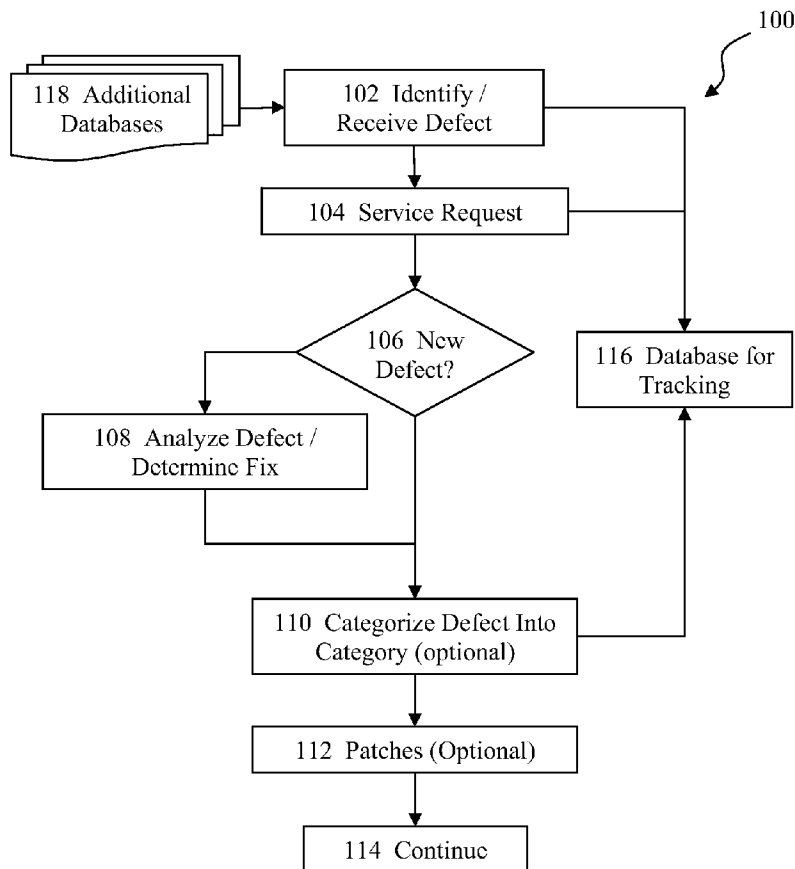 100
118 Additional
Databases
102 Identify /
Receive Defect
104 Service Request
106 New
Defect?
116 Database for
Tracking
108 Analyze Defect /
Determine Fix
110 Categorize Defect Into
Category (optional)
112 Patches (Optional)
114 Continue